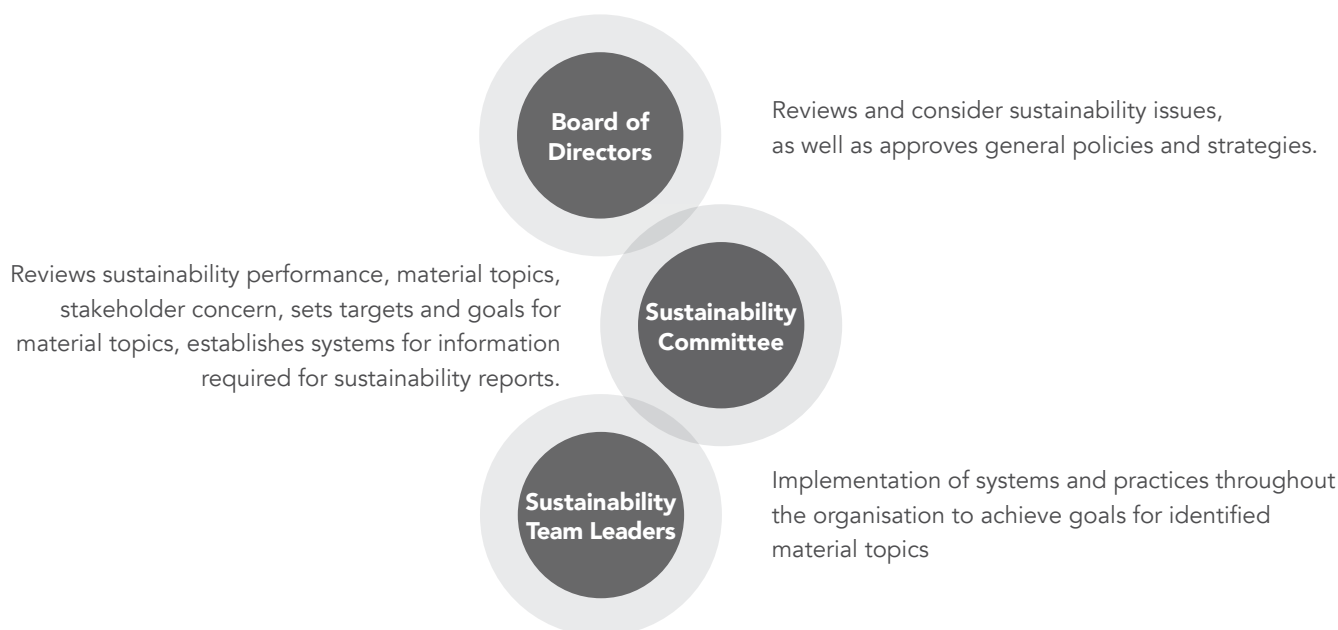 Board of
Directors
Reviews and consider sustainability issues,
as well as approves general policies and strategies.
Reviews sustainability performance, material topics,
stakeholder concern, sets targets and goals for
material topics, establishes systems for information
required for sustainability reports.
Sustainability
Committee
Sustainability
Team Leaders
Implementation of systems and practices throughout
the organisation to achieve goals for identified
material topics